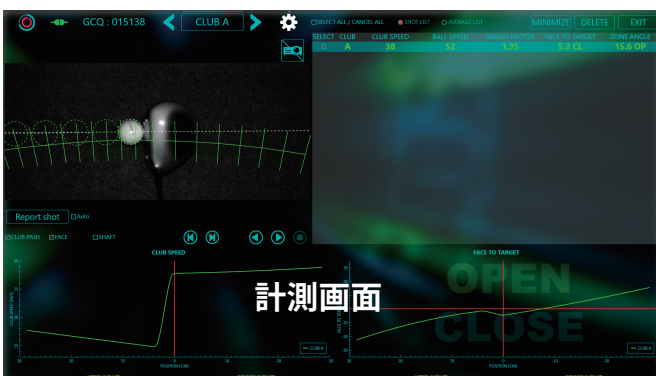 GCQ : 015138
CLUB A
SELECT ALL / CANCEL ALL
SHOT LIST
AVERAGE LIST
MINIMIZE
DELETE
EXIT
SELECT CLUB CLUB SPEED BALL SPEED SMASH FACTOR FACE TO TARGET ZONE ANGLE
A 38 52 1.35 5.2 CL 15.6 OP
Report shot
Auto
CLUB PATH
FACE
SHAFT
CLUB SPEED
FACE TO TARGET
OPEN
CLOSE
計測画面
CLUB A
CLUB A
POSITION (CM)
POSITION (CM)